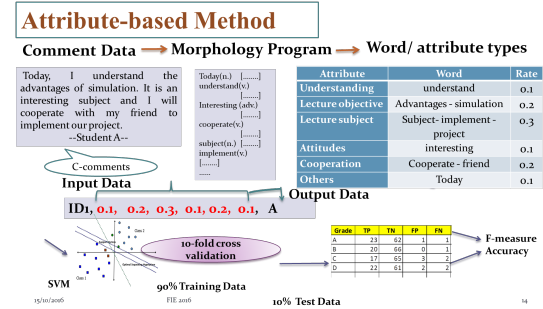 Attribute-based Method
Comment Data
Morphology Program
Word/ attribute types
Today, I understand the
advantages of simulation. It is an
interesting subject and I will
cooperate with my friend to
implement our project.
--Student A--
C-comments
Today(n.) [........]
understand(v.)
[........]
Interesting (adv.)
[........]
cooperate(v.)
[........]
subject(n.) [........]
implement(v.)
[........]
......
Attribute Word Rate
Understanding understand 0.1
Lecture objective Advantages - simulation 0.2
Lecture subject Subject- implement - 0.3
project
Attitudes interesting 0.1
Cooperation Cooperate - friend 0.2
Others Today 0.1
Input Data
Output Data
ID1, 0.1, 0.2, 0.3, 0.1, 0.2, 0.1, A
Class 2
Class 1
10-fold cross
validation
Grade TP TN FP FN
A 23 62 1 1
B 20 66 0 1
C 17 65 3 2
D 22 61 2 2
F-measure
Accuracy
SVM
90% Training Data
10% Test Data
15/10/2016
FIE 2016
14